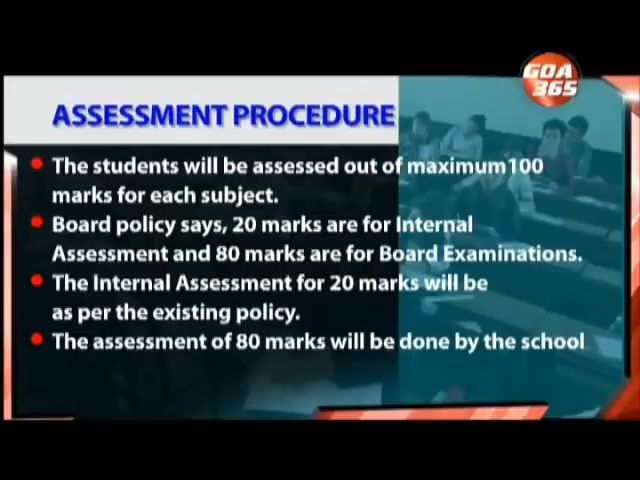 GOA
365
ASSESSMENT PROCEDURE
The students will be assessed out of maximum100
marks for each subject.
Board policy says, 20 marks are for Internal
Assessment and 80 marks are for Board Examinations.
The Internal Assessment for 20 marks will be
as per the existing policy.
The assessment of 80 marks will be done by the school